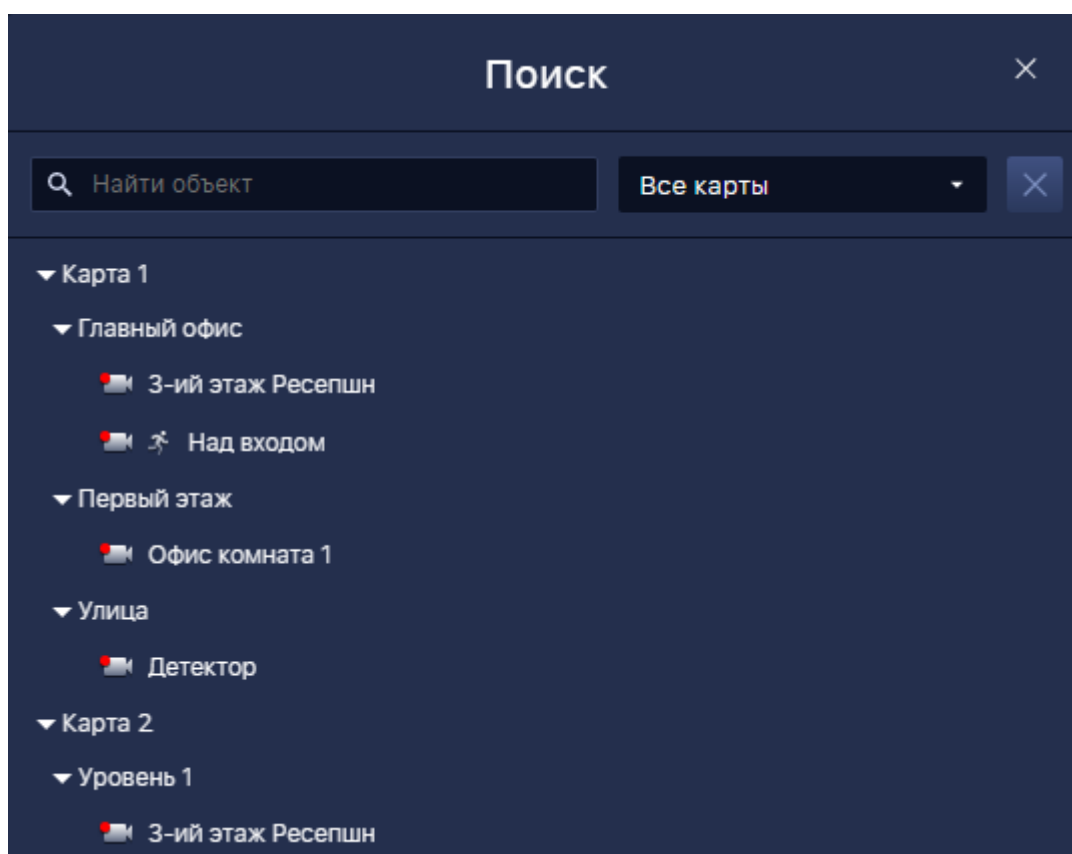 Поиск
Найти объект
Все карты
Карта 1
Главный офис
3-ий этаж Ресепшн
Над входом
Первый этаж
Офис комната 1
Улица
Детектор
Карта 2
Уровень 1
3-ий этаж Ресепшн